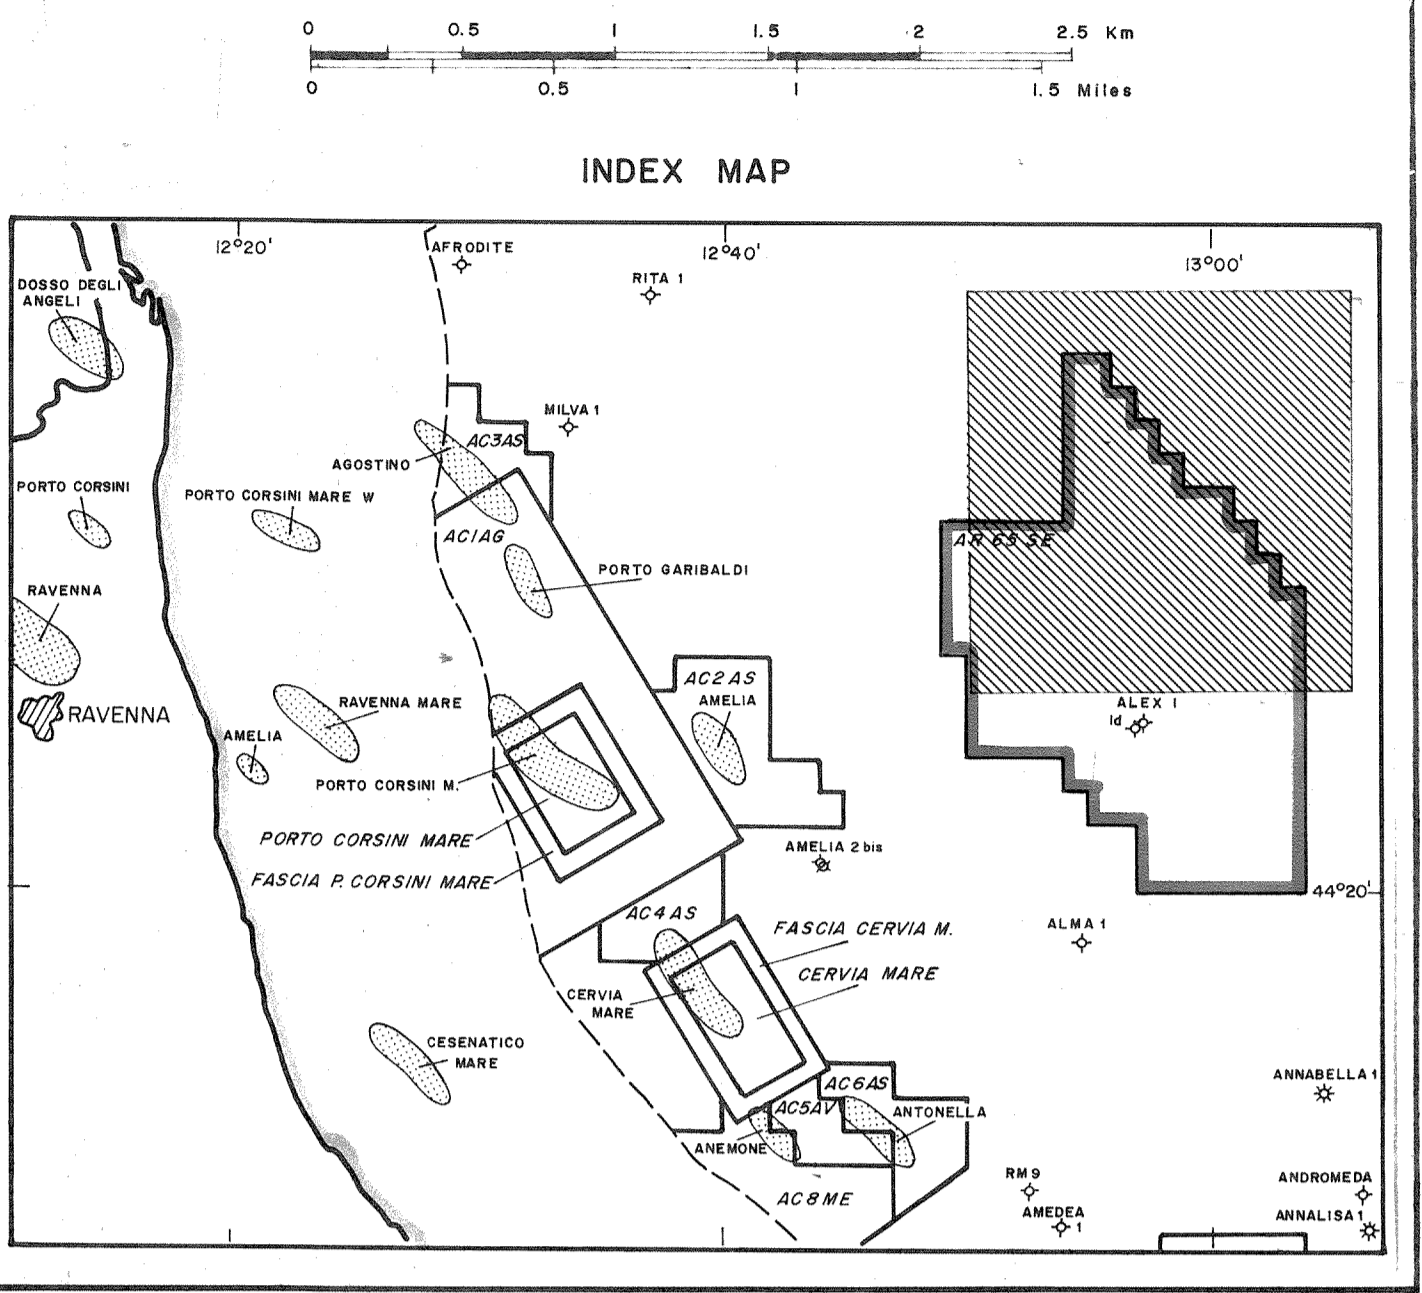 0 0.5 1 1.5 2 2.5 Km
0 0.5 1 1.5 Miles
INDEX MAP
12°20' 12°40' 13°00'
AFRODITE
RITA 1
DOSSO DEGLI
ANGELI
MILVA 1
AC3AS
AGOSTINO
PORTO CORSINI
PORTO CORSINI MARE W
AC1AG
AR 65 SE
PORTO GARIBALDI
RAVENNA
AC2AS
AMELIA
RAVENNA MARE
ALEX 1
1d
RAVENNA
AMELIA
PORTO CORSINI M.
PORTO CORSINI MARE
AMELIA 2 bis
FASCIA P. CORSINI MARE
44°20'
AC4AS
FASCIA CERVIA M.
ALMA 1
CERVIA MARE
CERVIA
MARE
CESENATICO
MARE
ANNABELLA 1
AC6AS
AC5AV
ANTONELLA
ANEMONE
RM 9
ANDROMEDA
AC8ME
AMEDEA
1
ANNALISA 1